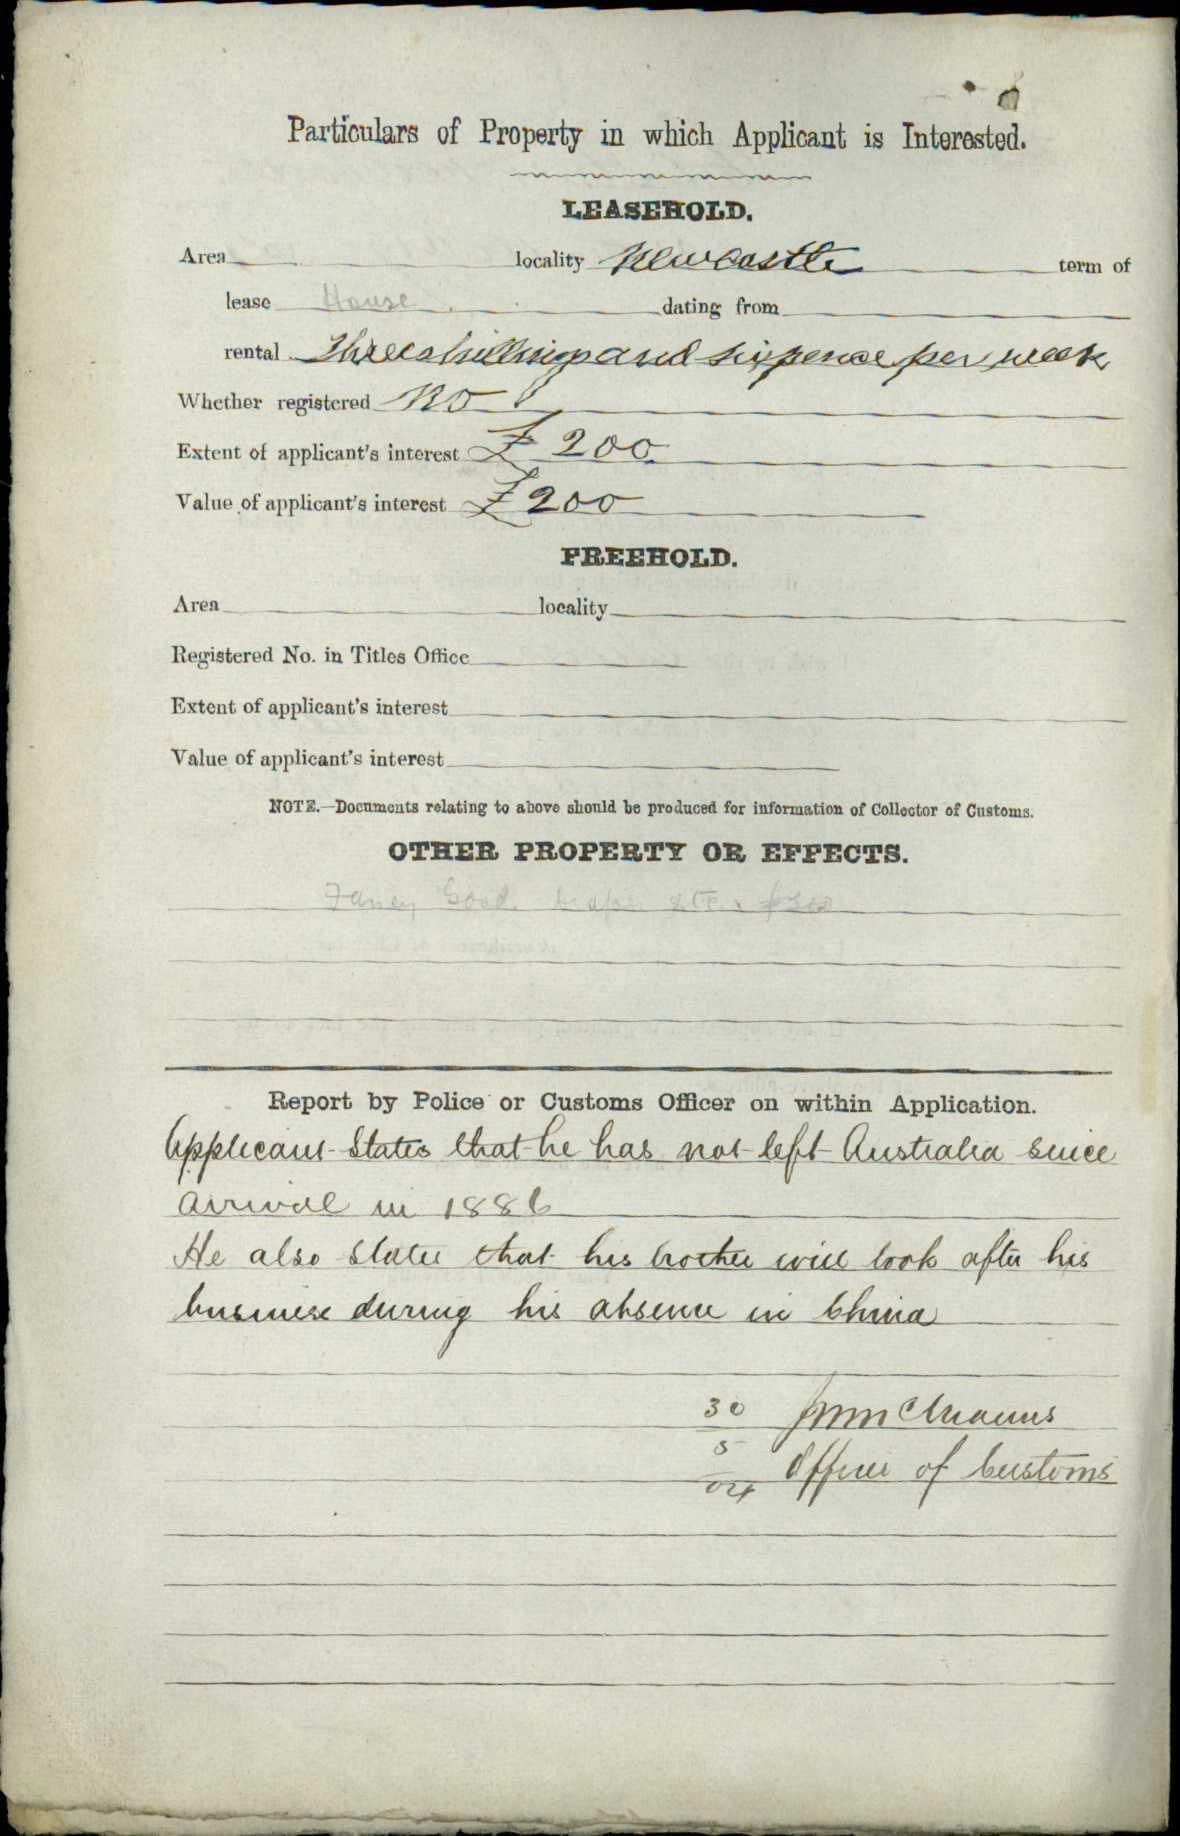 Particulars of Property in which Applicant is Interested.
LEASEHOLD.
Area locality Newcastle term of
lease House dating from
rental Three shillings and sixpence per week
Whether registered No
Extent of applicant's interest £ 200
Value of applicant's interest £ 200
FREEHOLD.
Area locality
Registered No. in Titles Office
Extent of applicant's interest
Value of applicant's interest
NOTE.—Documents relating to above should be produced for information of Collector of Customs.
OTHER PROPERTY OR EFFECTS.
Fancy Goods
Report by Police or Customs Officer on within Application.
Applicant States that he has not left Australia since
arrival in 1886
He also states that his brother will look after his
business during his absence in China
30
5 Officer of Customs
04